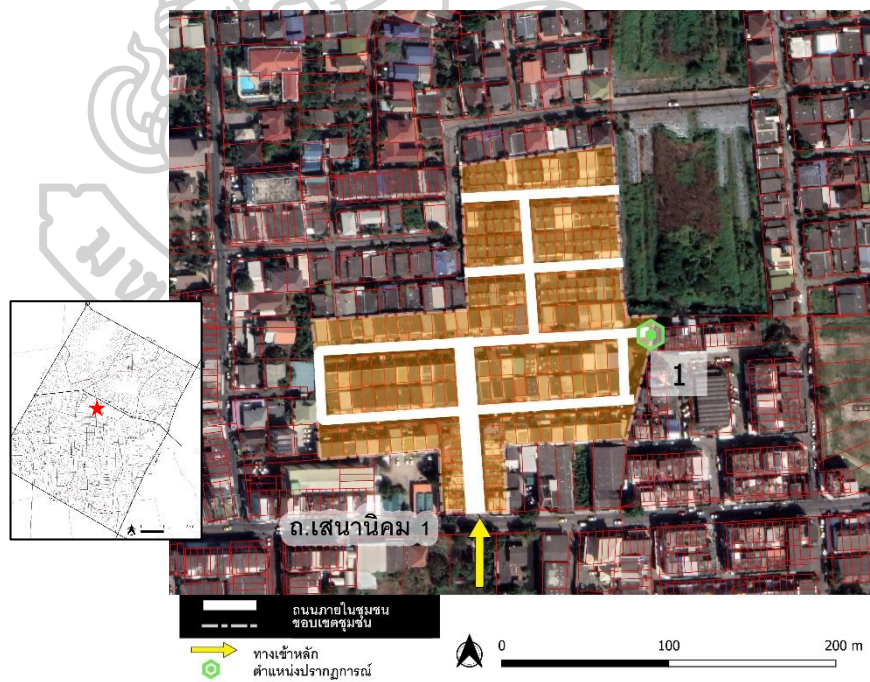 1
ถ.เสนานิคม 1
ถนนภายในชุมชน
ขอบเขตชุมชน
ทางเข้าหลัก
ตำแหน่งปรากฏการณ์
0 100 200 m